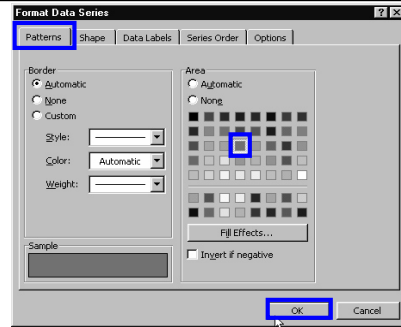 Format Data Series
Patterns Shape Data Labels Series Order Options
Border
Automatic
None
Custom
Style:
Color: Automatic
Weight:
Sample
Area
Automatic
None
Fill Effects...
Invert if negative
OK Cancel